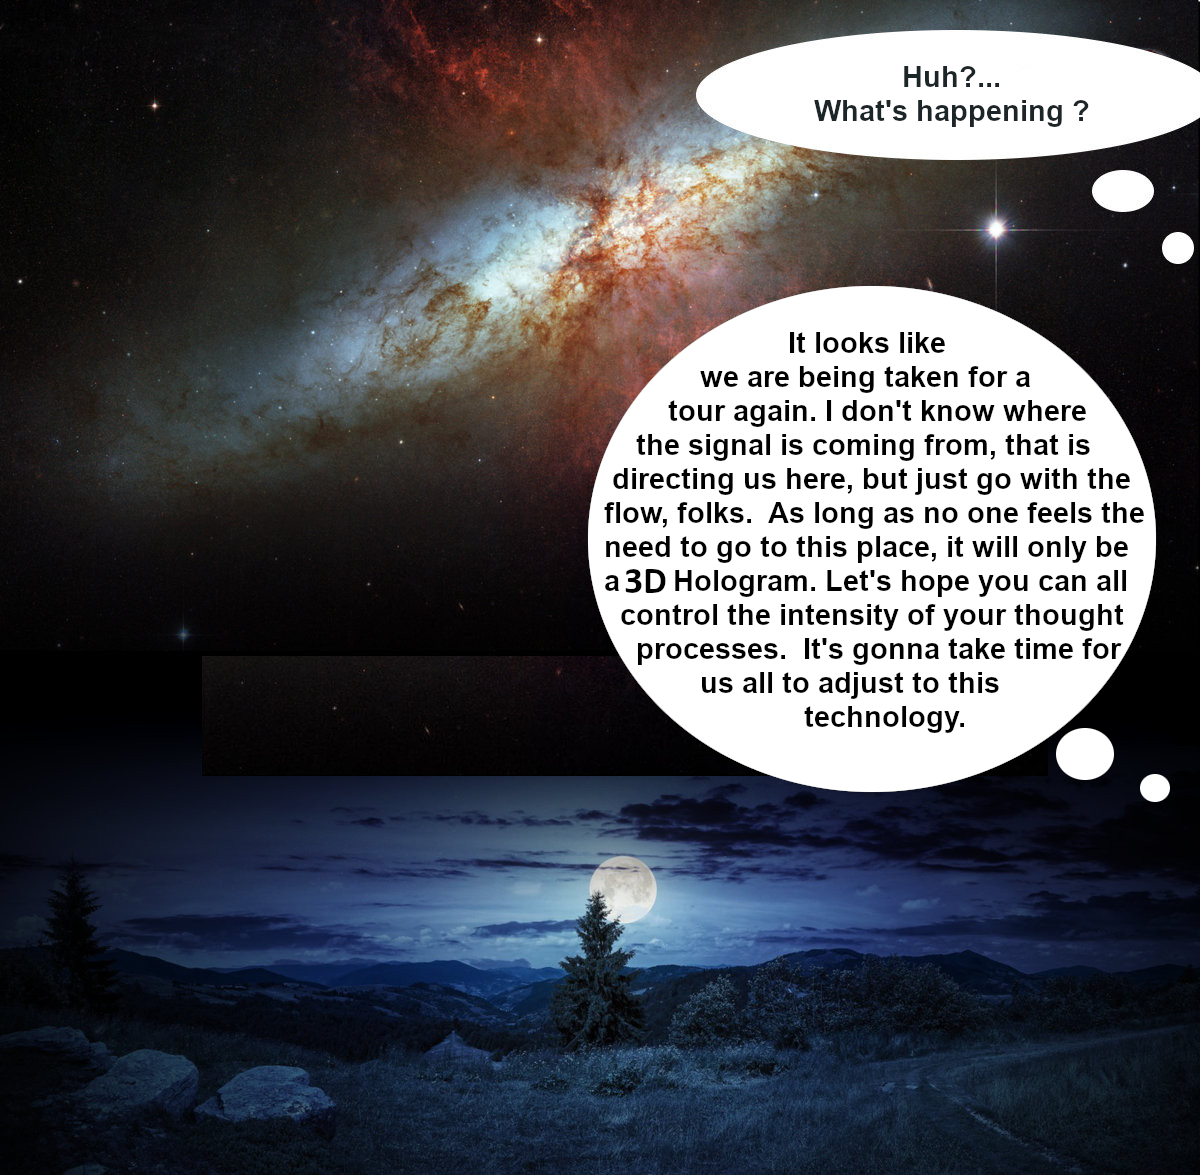 Huh?...
What's happening ?
It looks like
we are being taken for a
tour again. I don't know where
the signal is coming from, that is
directing us here, but just go with the
flow, folks.  As long as no one feels the
need to go to this place, it will only be
a 3D Hologram. Let's hope you can all
control the intensity of your thought
processes.  It's gonna take time for
us all to adjust to this
technology.